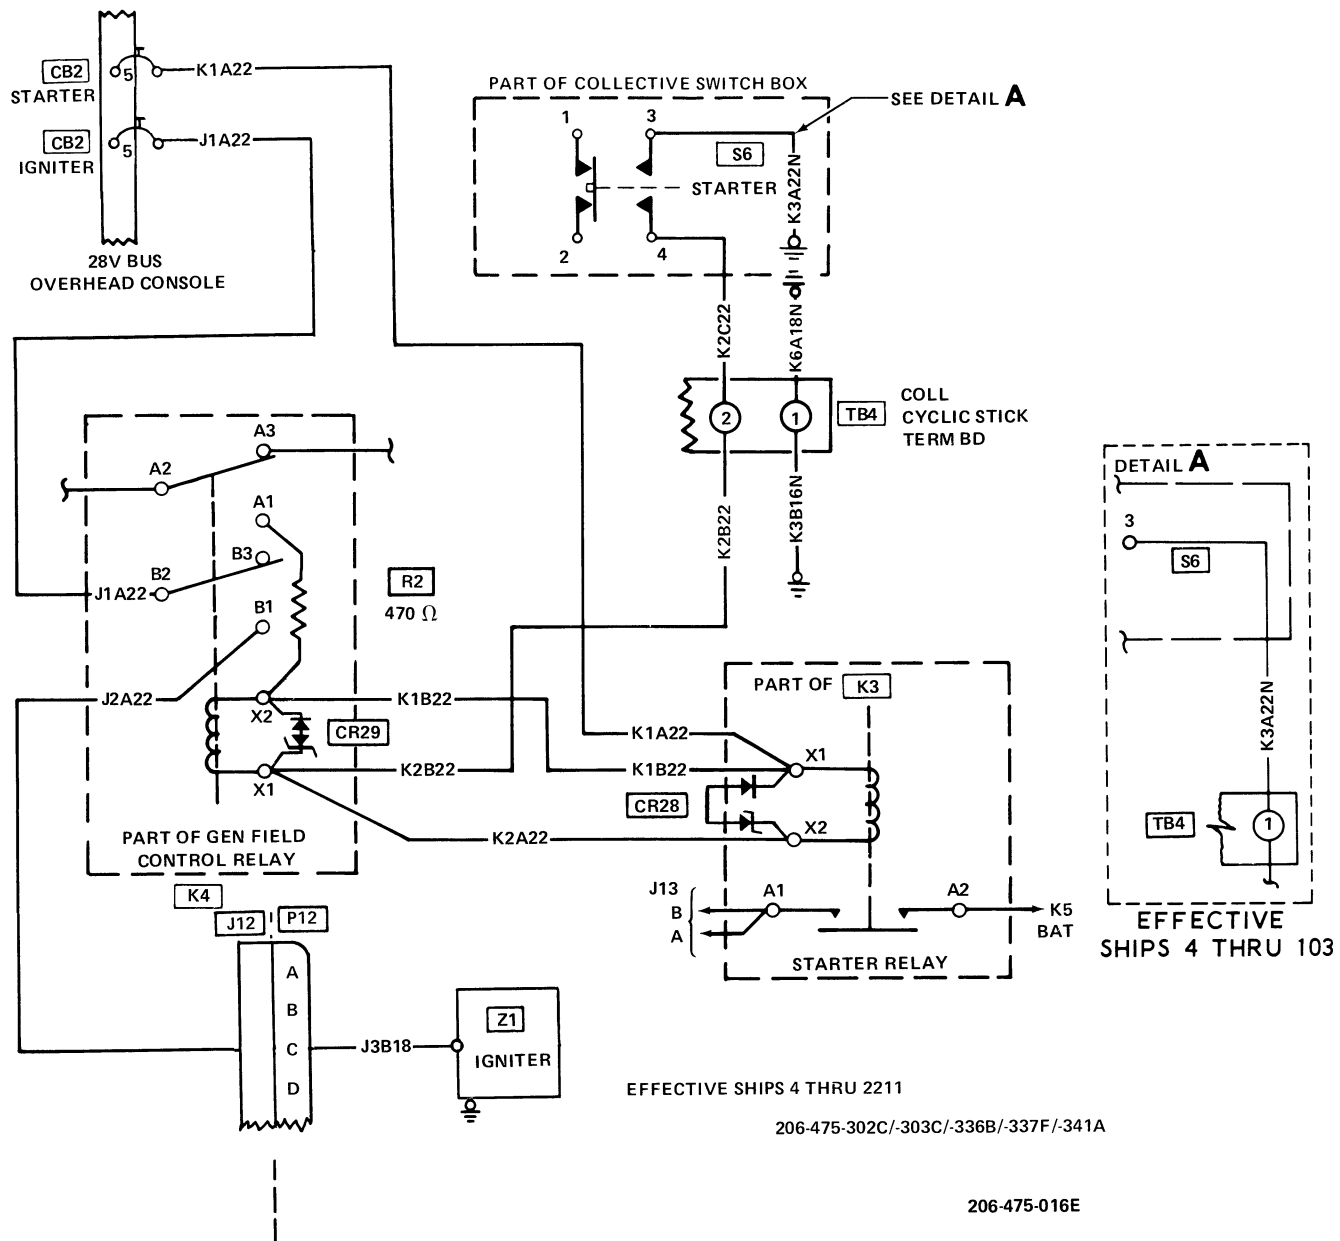 CB2
STARTER
5
K1A22
CB2
IGNITER
5
J1A22
28V BUS
OVERHEAD CONSOLE
PART OF COLLECTIVE SWITCH BOX
SEE DETAIL A
1
3
S6
STARTER
K3A22N
2
4
K2C22
K6A18N
2
1
TB4
COLL
CYCLIC STICK
TERM BD
K2B22
K3B16N
A3
A2
A1
B3
B2
J1A22
B1
R2
470 Ω
J2A22
X2
K1B22
CR29
X1
K2B22
K2A22
PART OF GEN FIELD
CONTROL RELAY
K4
PART OF K3
K1A22
X1
K1B22
CR28
X2
J13
B
A
A1
A2
K5
BAT
STARTER RELAY
DETAIL A
3
S6
K3A22N
TB4
1
EFFECTIVE
SHIPS 4 THRU 103
J12
P12
A
B
C
D
J3B18
Z1
IGNITER
EFFECTIVE SHIPS 4 THRU 2211
206-475-302C/-303C/-336B/-337F/-341A
206-475-016E